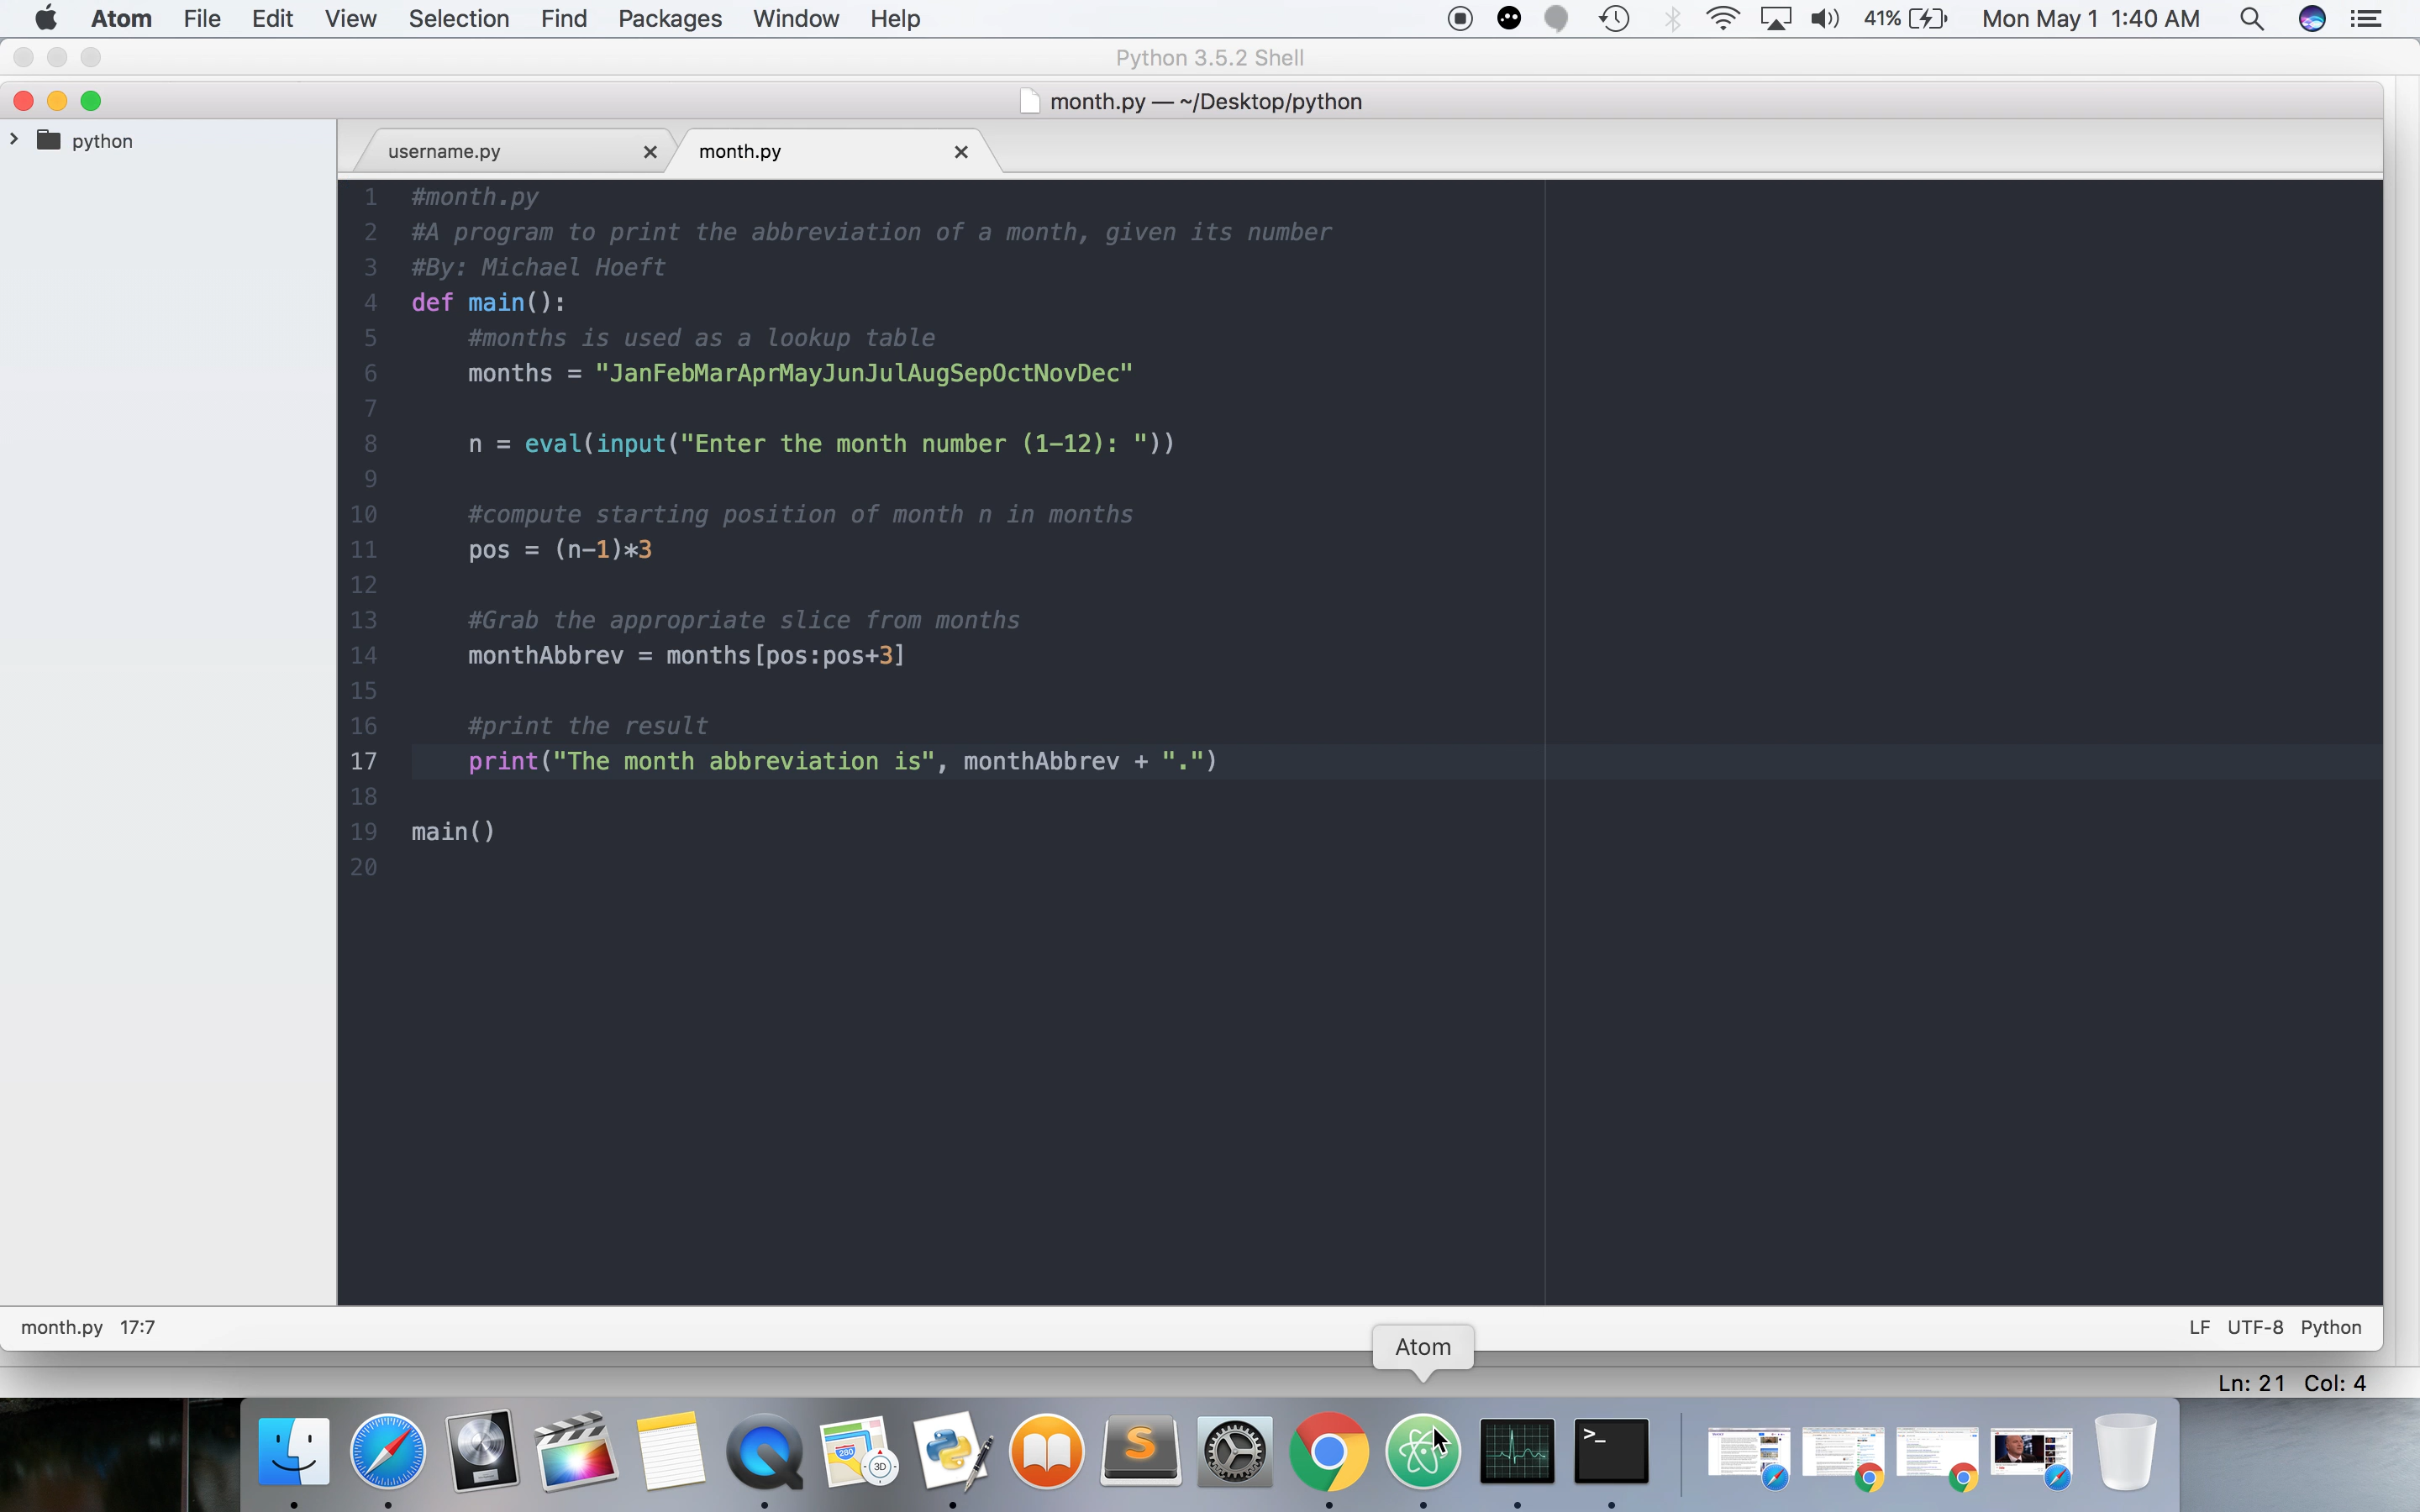 Atom File Edit View Selection Find Packages Window Help 41% Mon May 1 1:40 AM
Python 3.5.2 Shell
month.py — ~/Desktop/python
python
username.py month.py
1 #month.py
2 #A program to print the abbreviation of a month, given its number
3 #By: Michael Hoeft
4 def main():
5 #months is used as a lookup table
6 months = "JanFebMarAprMayJunJulAugSepOctNovDec"
7
8 n = eval(input("Enter the month number (1-12): "))
9
10 #compute starting position of month n in months
11 pos = (n-1)*3
12
13 #Grab the appropriate slice from months
14 monthAbbrev = months[pos:pos+3]
15
16 #print the result
17 print("The month abbreviation is", monthAbbrev + ".")
18
19 main()
20
month.py 17:7 LF UTF-8 Python
Atom
Ln: 21 Col: 4
280
3D
S
>_